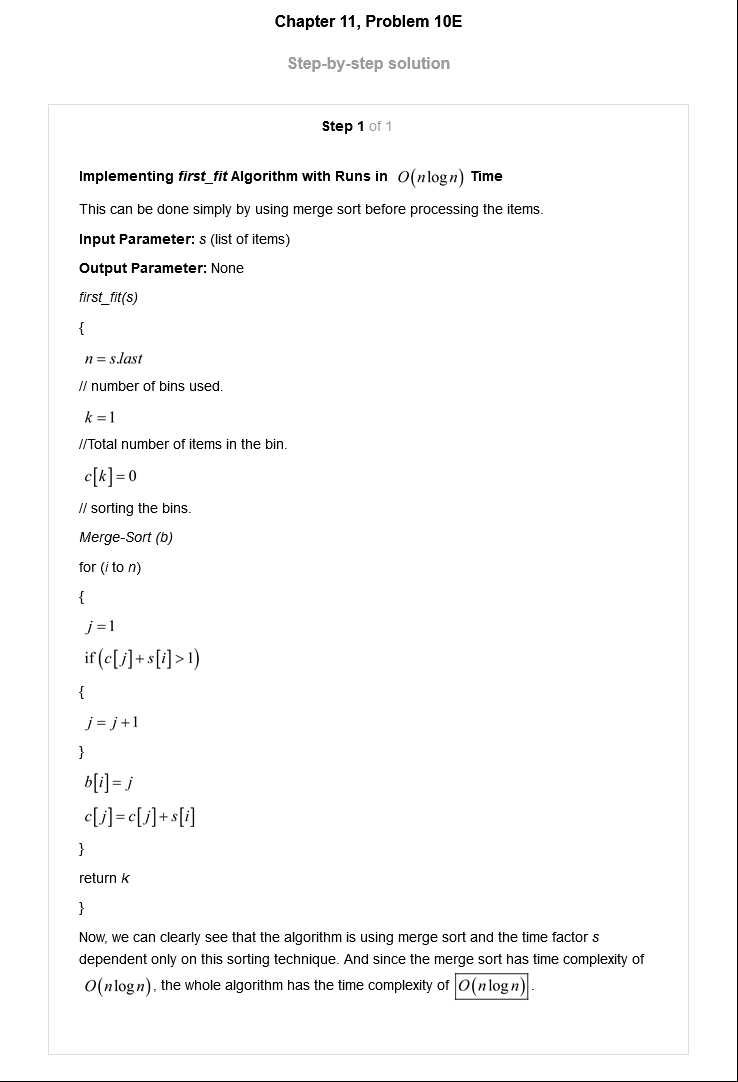 Chapter 11, Problem 10E
Step-by-step solution
Step 1 of 1
Implementing first_fit Algorithm with Runs in O(n log n) Time
This can be done simply by using merge sort before processing the items.
Input Parameter: s (list of items)
Output Parameter: None
first_fit(s)
{
n = s.last
// number of bins used.
k = 1
//Total number of items in the bin.
c[k] = 0
// sorting the bins.
Merge-Sort (b)
for (i to n)
{
j = 1
if (c[j] + s[i] > 1)
{
j = j + 1
}
b[i] = j
c[j] = c[j] + s[i]
}
return k
}
Now, we can clearly see that the algorithm is using merge sort and the time factor s
dependent only on this sorting technique. And since the merge sort has time complexity of
O(n log n), the whole algorithm has the time complexity of O(n log n).